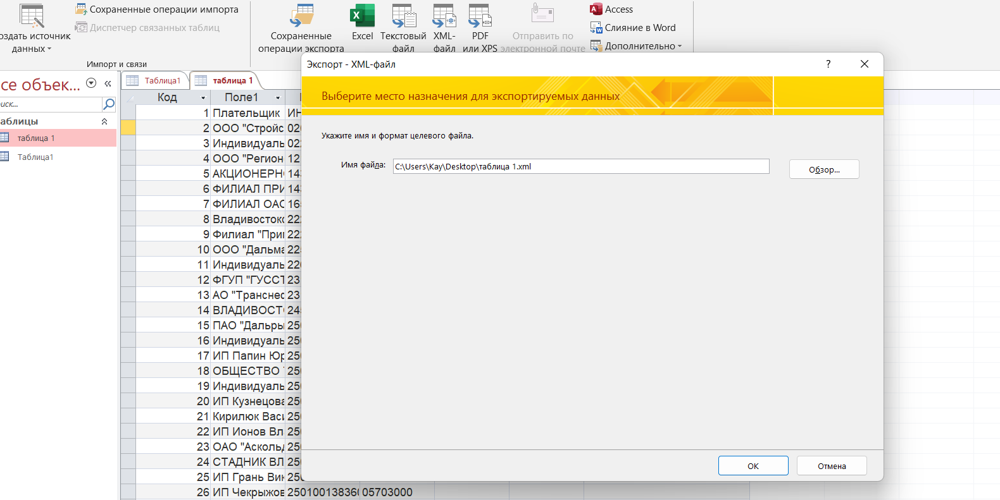 Сохраненные операции импорта
Диспетчер связанных таблиц
оздать источник
данных
Импорт и связи
Сохраненные
операции экспорта
Excel
Текстовый
файл
XML-
файл
PDF
или XPS
Отправить по
электронной почте
Access
Слияние в Word
Дополнительно
се объек...
иск...
аблицы
таблица 1
Таблица1
Таблица1
таблица 1
Код Поле1
1 Плательщик ИН
2 ООО "Стройс 02
3 Индивидуаль 02
4 ООО "Регион 12
5 АКЦИОНЕРН 14
6 ФИЛИАЛ ПРИ 14
7 ФИЛИАЛ ОАО 16
8 Владивосток 22
9 Филиал "При 22
10 ООО "Дальма 22
11 Индивидуаль 22
12 ФГУП "ГУССТ 23
13 АО "Транснес 23
14 ВЛАДИВОСТ 24
15 ПАО "Дальры 25
16 Индивидуаль 25
17 ИП Папин Юр 25
18 ОБЩЕСТВО 25
19 Индивидуаль 25
20 ИП Кузнецова 25
21 Кирилюк Васи 25
22 ИП Ионов Вл 25
23 ОАО "Аскольд 25
24 СТАДНИК ВЛ 25
25 ИП Грань Вик 25
26 ИП Чекрыжов 250100138360 05703000
Экспорт - XML-файл
?
Выберите место назначения для экспортируемых данных
Укажите имя и формат целевого файла.
Имя файла: C:\Users\Kay\Desktop\таблица 1.xml Обзор...
ОК Отмена